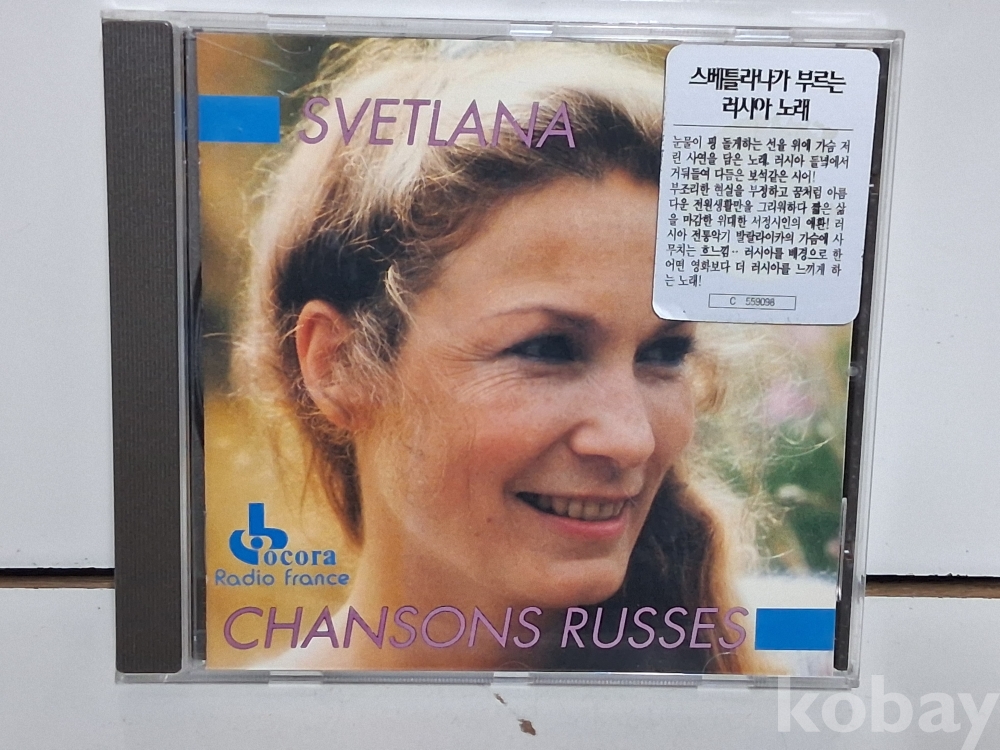 SVETLANA
스베틀라나가 부르는
러시아 노래
눈물이 핑 돌게하는 선율 위에 가슴 저
린 사연을 담은 노래. 러시아 들녘에서
거둬들여 다듬은 보석같은 시어!
부조리한 현실을 부정하고 꿈처럼 아름
다운 전원생활만을 그리워하다 짧은 삶
을 마감한 위대한 서정시인의 애환! 러
시아 전통악기 발랄라이카의 가슴에 사
무치는 흐느낌·· 러시아를 배경으로 한
어떤 영화보다 더 러시아를 느끼게 하
는 노래!
C 559098
ocora
Radio france
CHANSONS RUSSES
kobay